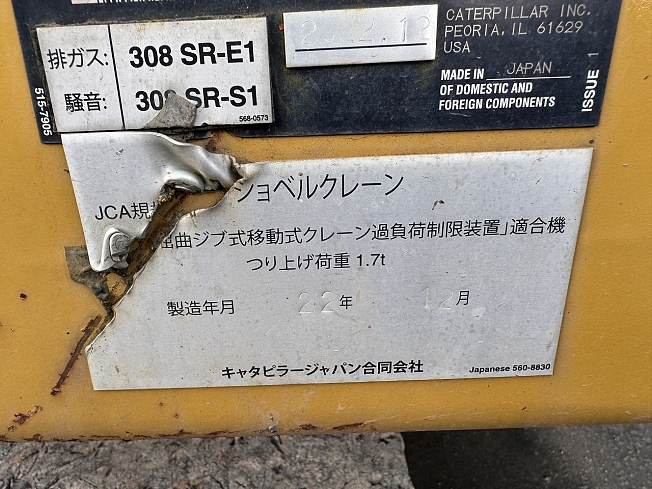 排ガス: 308 SR-E1
騒音: 308 SR-S1
568-0573
515-7905
CATERPILLAR INC.
PEORIA, IL 61629
USA
MADE IN JAPAN
OF DOMESTIC AND
FOREIGN COMPONENTS
ISSUE 1
ショベルクレーン
JCA規
屈曲ジブ式移動式クレーン過負荷制限装置」適合機
つり上げ荷重 1.7t
製造年月 22年 12月
キャタピラージャパン合同会社
Japanese 560-8830